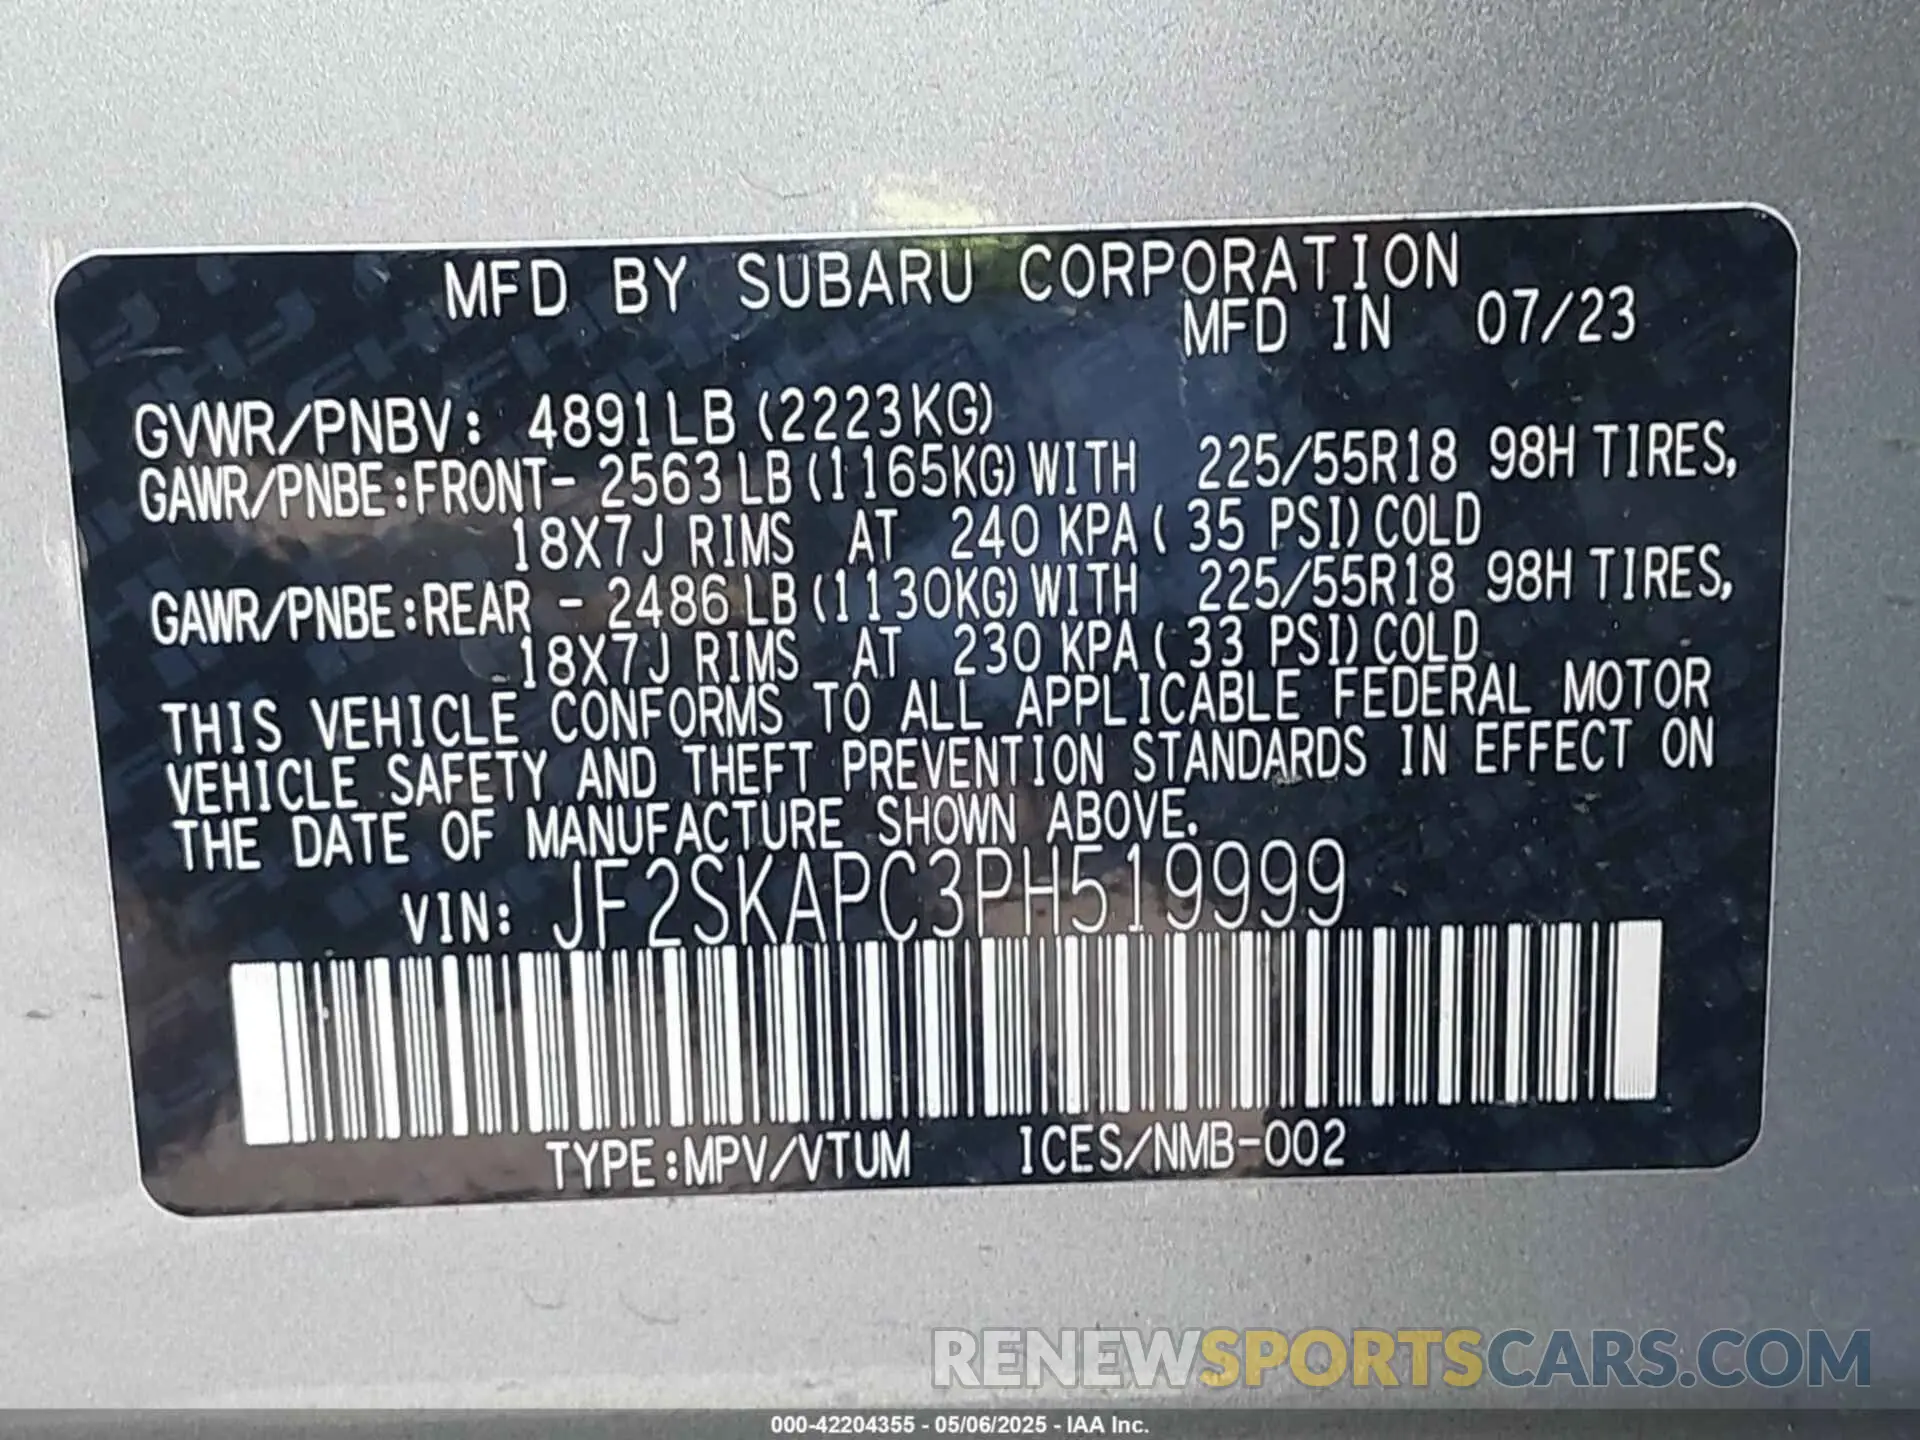 MFD BY SUBARU CORPORATION
MFD IN 07/23
GVWR/PNBV: 4891LB (2223KG)
GAWR/PNBE:FRONT- 2563 LB (1165KG) WITH 225/55R18 98H TIRES,
18X7J RIMS AT 240 KPA ( 35 PSI) COLD
GAWR/PNBE:REAR - 2486 LB (1130KG) WITH 225/55R18 98H TIRES,
18X7J RIMS AT 230 KPA ( 33 PSI) COLD
THIS VEHICLE CONFORMS TO ALL APPLICABLE FEDERAL MOTOR
VEHICLE SAFETY AND THEFT PREVENTION STANDARDS IN EFFECT ON
THE DATE OF MANUFACTURE SHOWN ABOVE.
VIN: JF2SKAPC3PH519999
TYPE:MPV/VTUM ICES/NMB-002
RENEWSPORTSCARS.COM
000-42204355 - 05/06/2025 - IAA Inc.